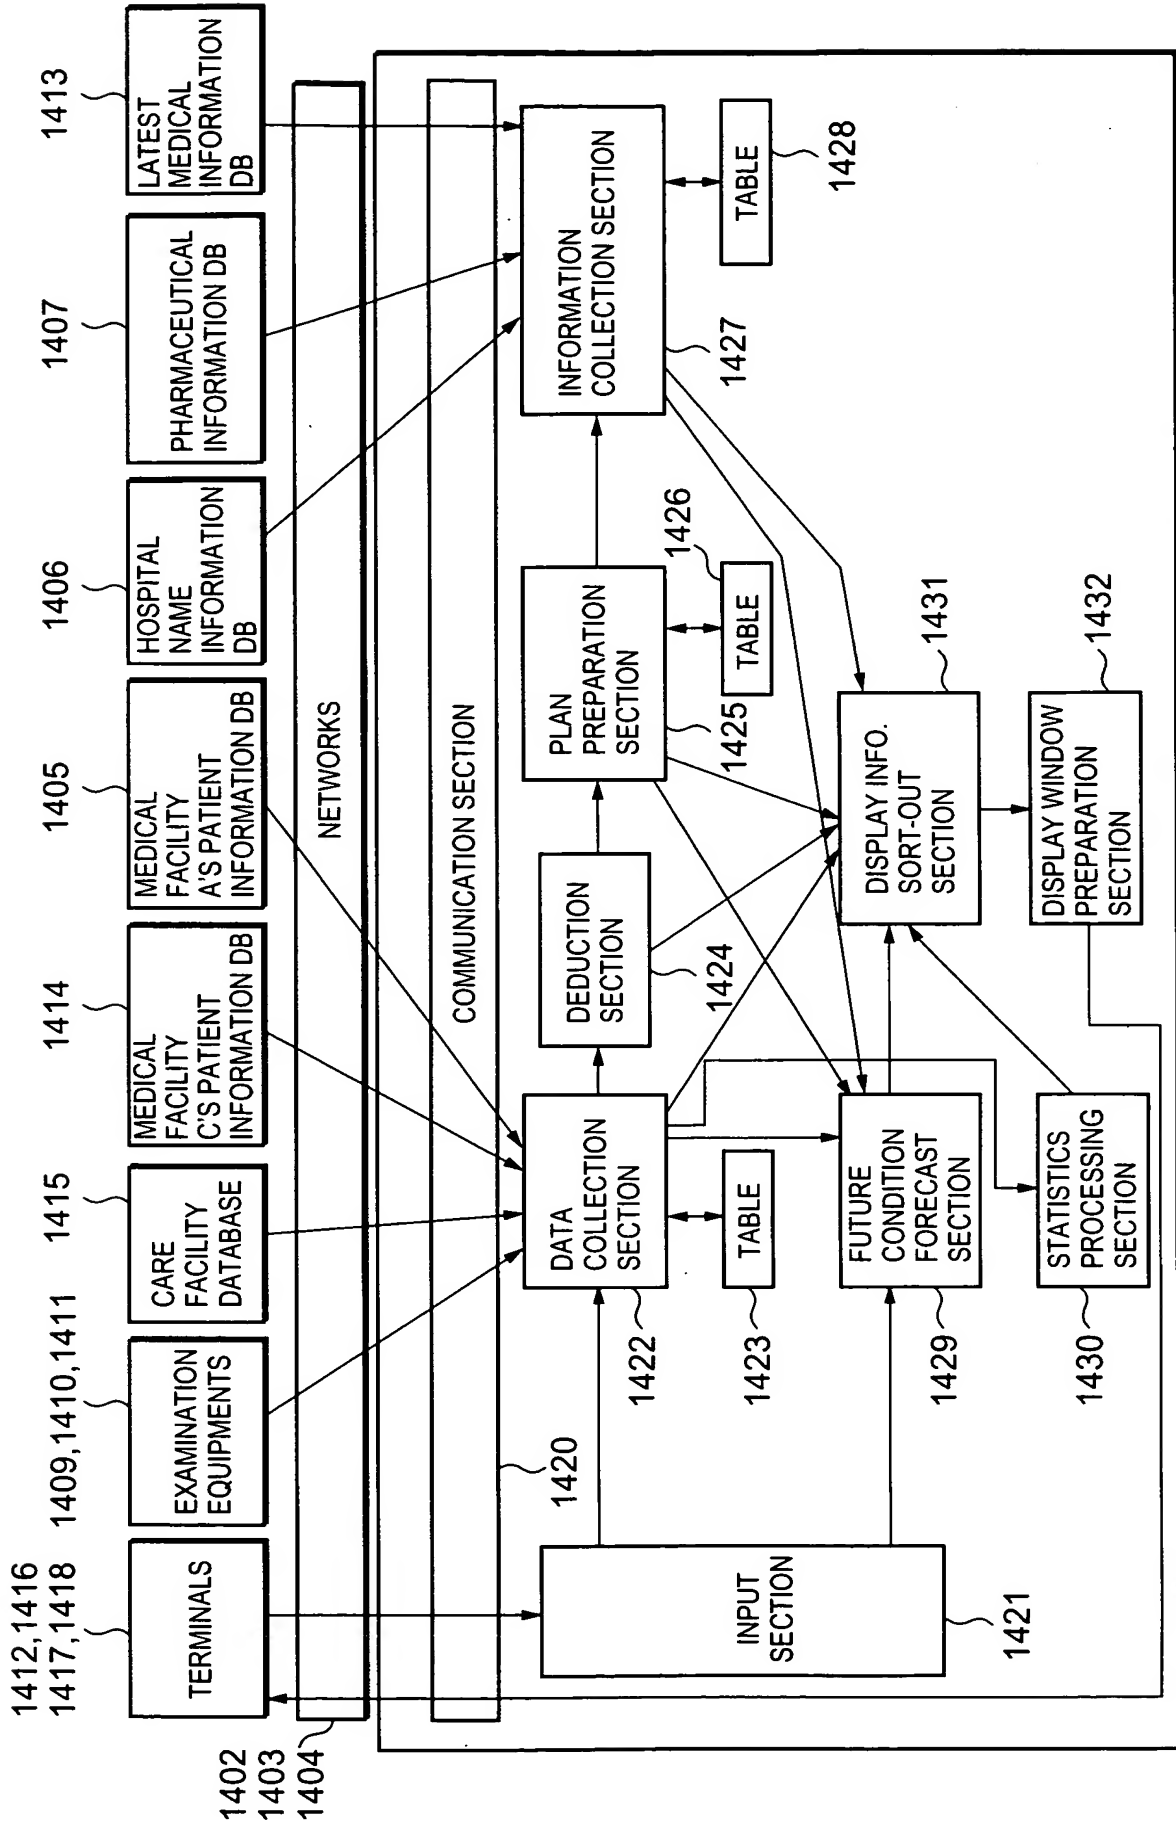 1412,1416
1417,1418
1409,1410,1411
1415
1414
1405
1406
1407
1413
TERMINALS
EXAMINATION
EQUIPMENTS
CARE
FACILITY
DATABASE
MEDICAL
FACILITY
C'S PATIENT
INFORMATION DB
MEDICAL
FACILITY
A'S PATIENT
INFORMATION DB
HOSPITAL
NAME
INFORMATION
DB
PHARMACEUTICAL
INFORMATION DB
LATEST
MEDICAL
INFORMATION
DB
1402
1403
1404
NETWORKS
COMMUNICATION SECTION
1420
INPUT
SECTION
1421
DATA
COLLECTION
SECTION
1422
TABLE
1423
DEDUCTION
SECTION
1424
PLAN
PREPARATION
SECTION
1425
TABLE
1426
INFORMATION
COLLECTION SECTION
1427
TABLE
1428
FUTURE
CONDITION
FORECAST
SECTION
1429
STATISTICS
PROCESSING
SECTION
1430
DISPLAY INFO.
SORT-OUT
SECTION
1431
DISPLAY WINDOW
PREPARATION
SECTION
1432